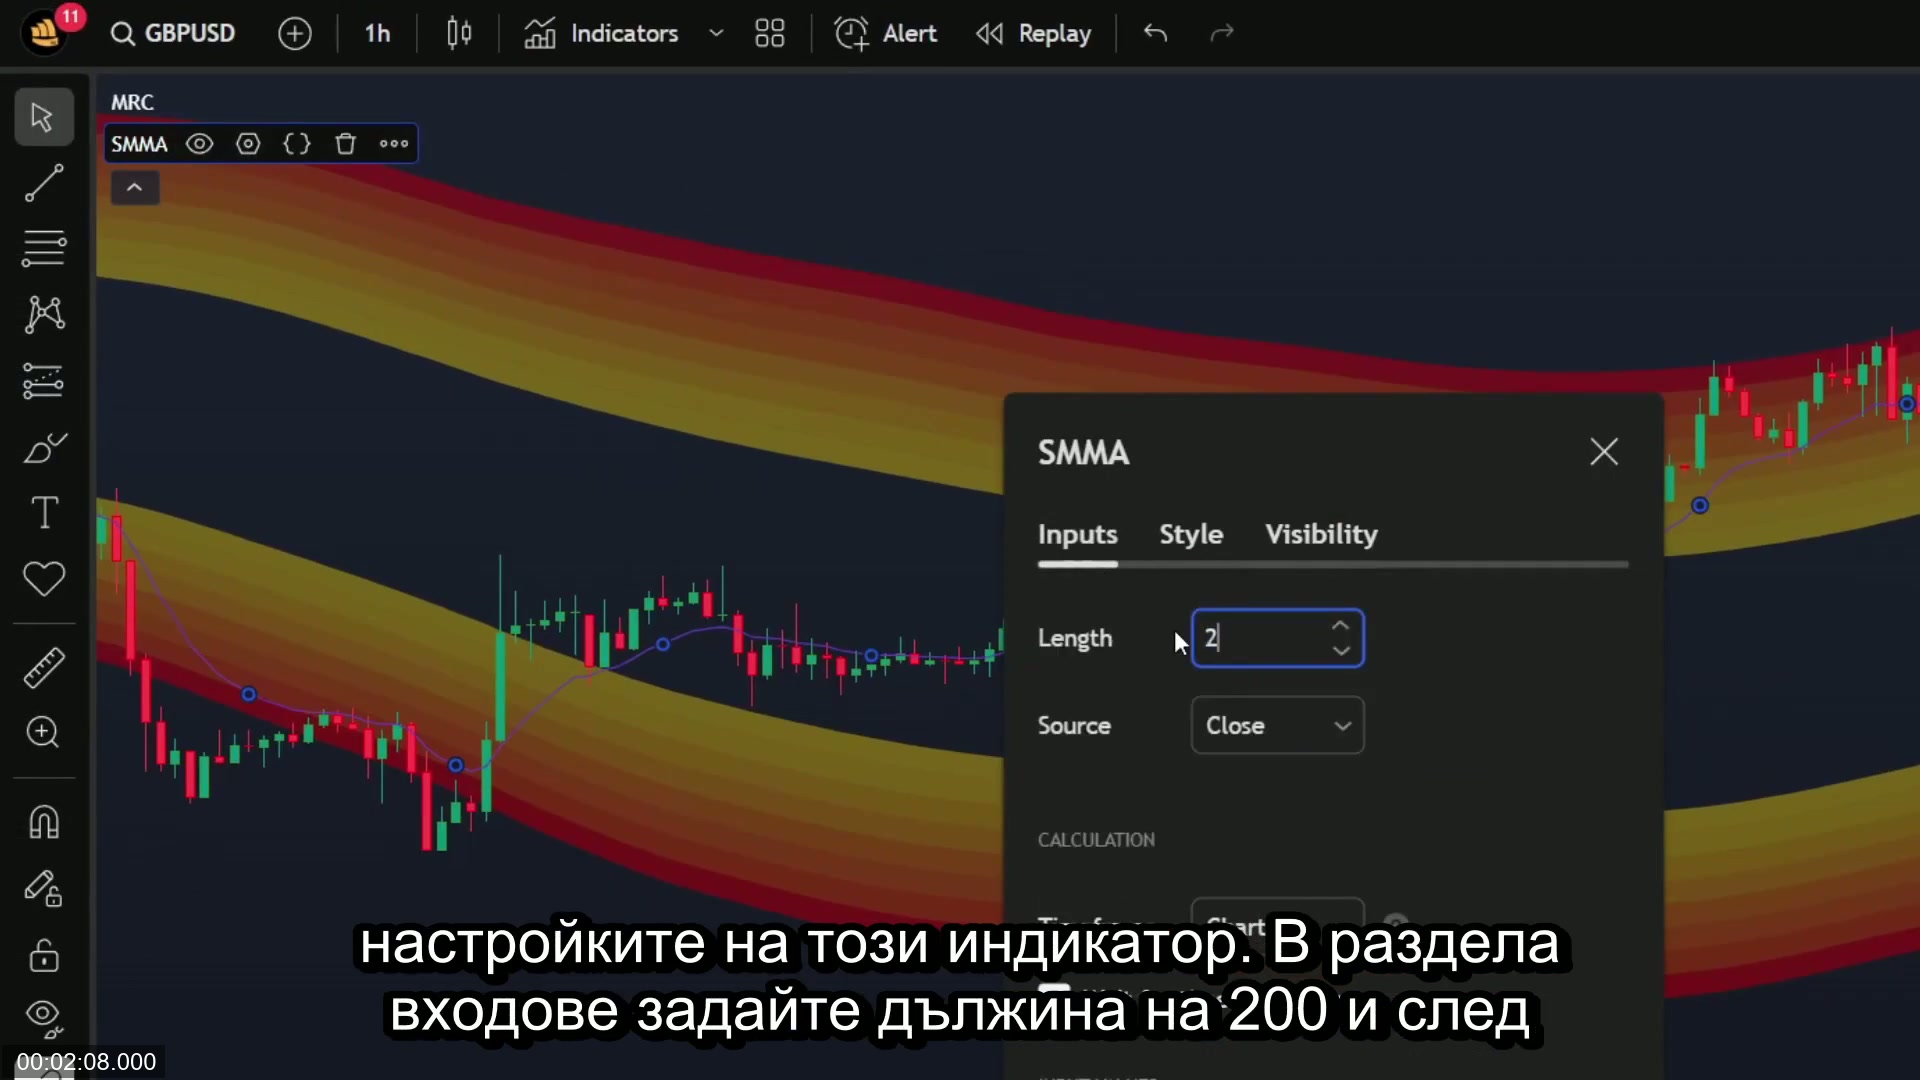 11
GBPUSD
1h
Indicators
Alert
Replay
MRC
SMMA
SMMA
Inputs
Style
Visibility
Length
2
Source
Close
CALCULATION
настройките на този индикатор. В раздела
входове задайте дължина на 200 и след
00:02:08.000